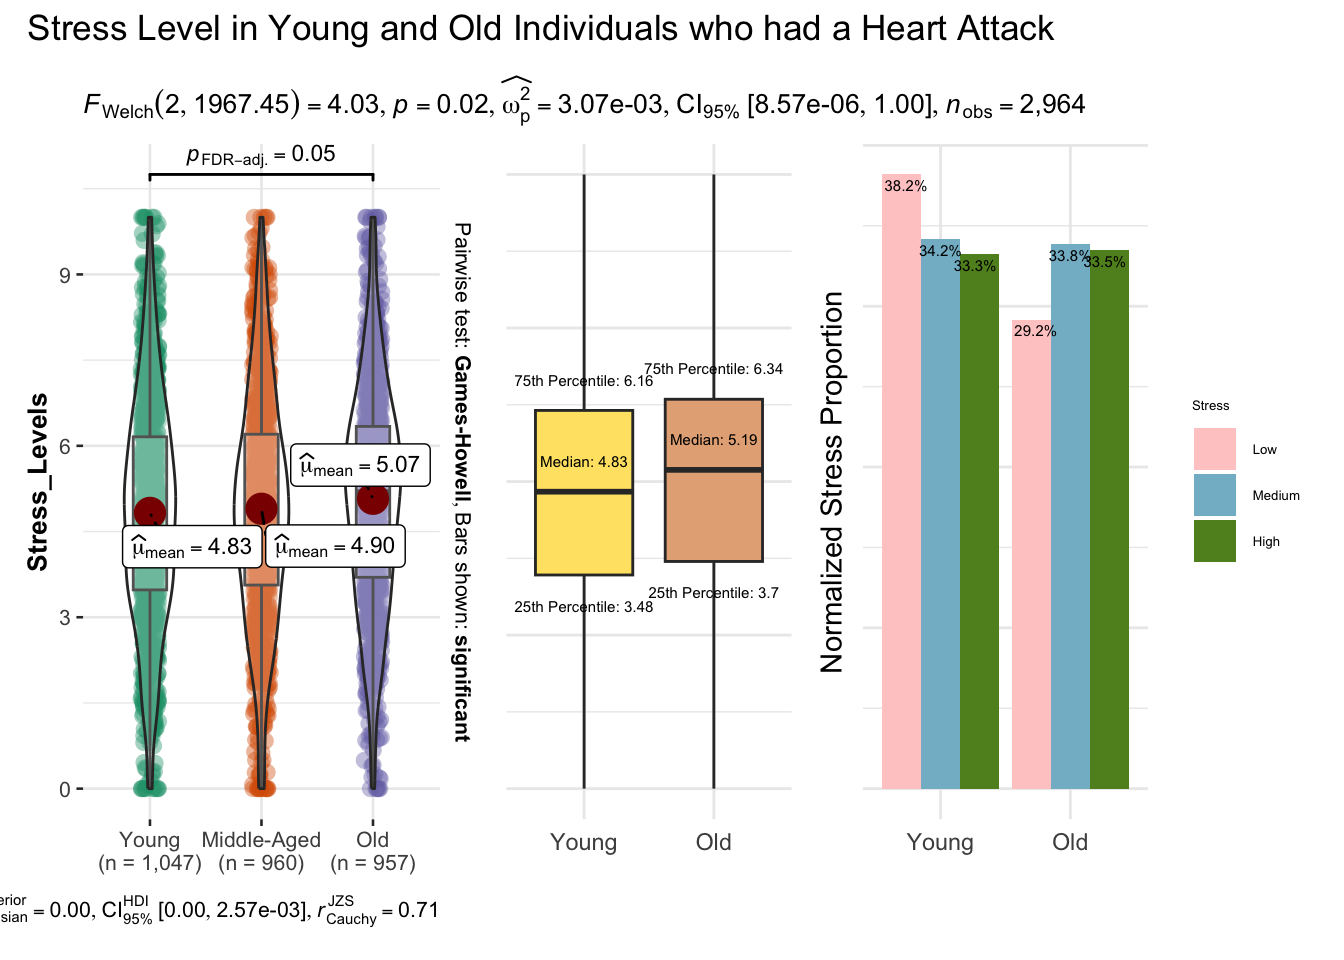 Stress Level in Young and Old Individuals who had a Heart Attack
F Welch(2, 1967.45) = 4.03, p = 0.02, ω̂²p = 3.07e-03, CI95% [8.57e-06, 1.00], nobs = 2,964
pFDR−adj. = 0.05
Stress_Levels
9
6
3
0
μ̂mean = 4.83
μ̂mean = 4.90
μ̂mean = 5.07
Young
(n = 1,047)
Middle-Aged
(n = 960)
Old
(n = 957)
Pairwise test: Games-Howell, Bars shown: significant
= 0.00, CI HDI 95% [0.00, 2.57e-03], r JZS Cauchy = 0.71
75th Percentile: 6.16
Median: 4.83
25th Percentile: 3.48
75th Percentile: 6.34
Median: 5.19
25th Percentile: 3.7
Young
Old
Normalized Stress Proportion
38.2%
34.2%
33.3%
29.2%
33.8%
33.5%
Young
Old
Stress
Low
Medium
High